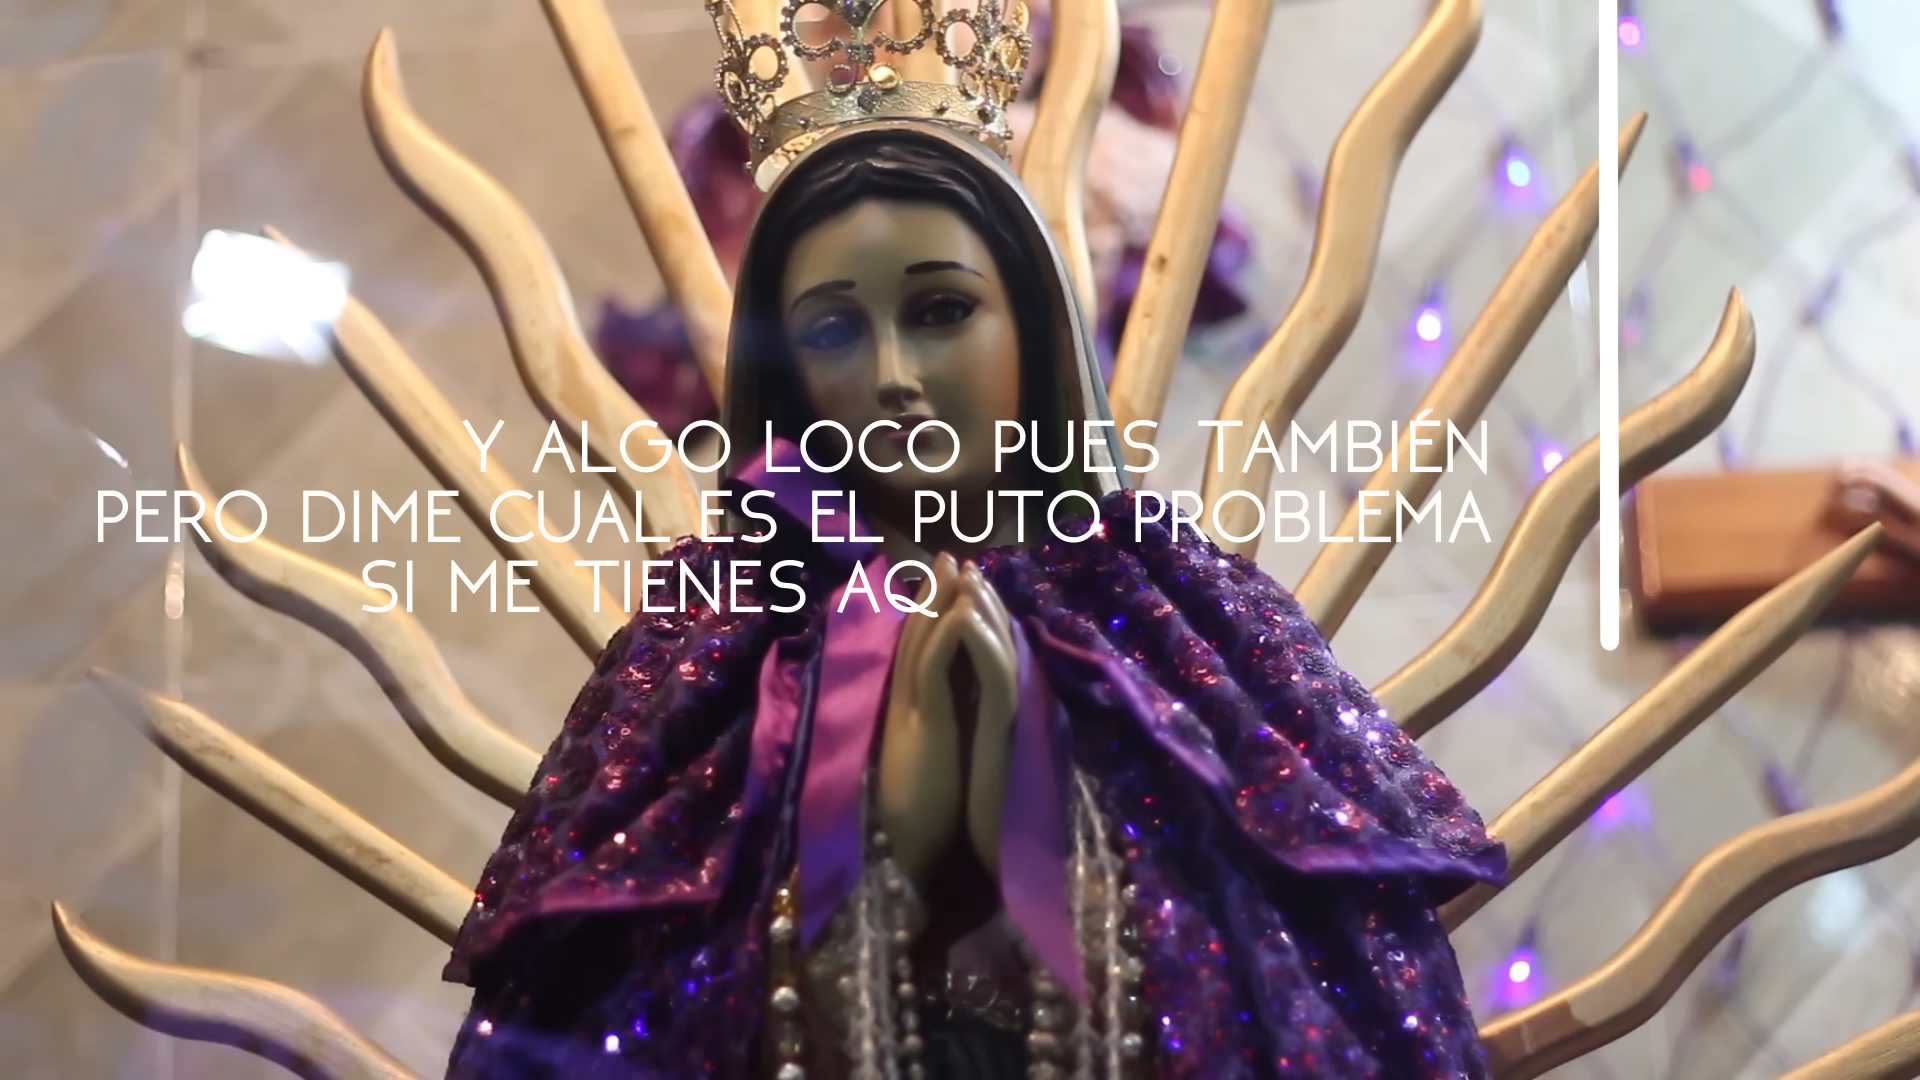 Y ALGO LOCO PUES TAMBIÉN
PERO DIME CUAL ES EL PUTO PROBLEMA
SI ME TIENES AQ